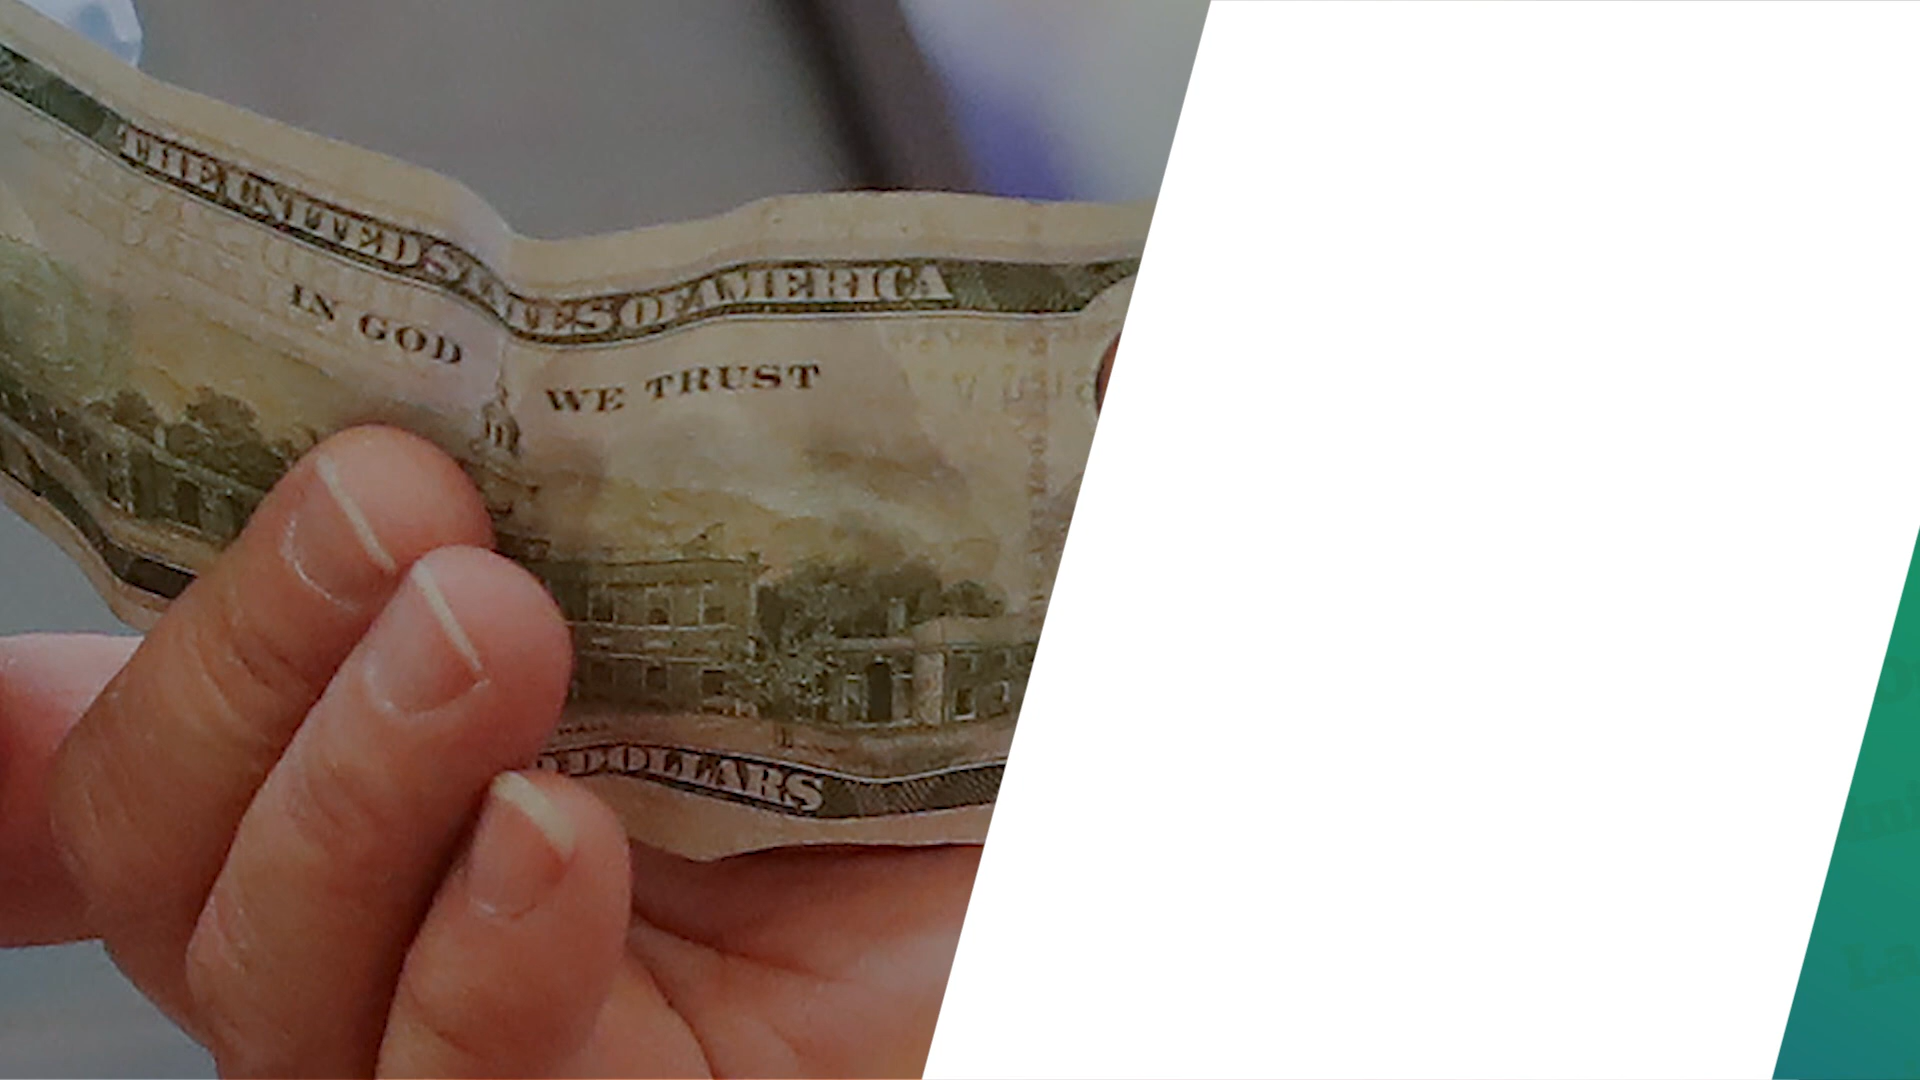 THE UNITED STATES OF AMERICA
IN GOD WE TRUST
DOLLARS